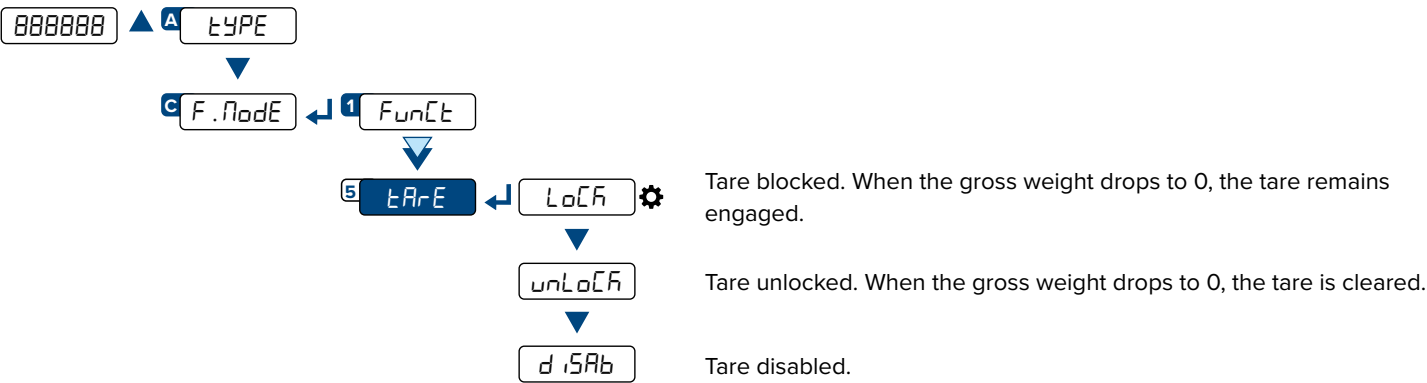 888888 A tYPE
C F.ModE 1 FunCt
5 tArE LoCK Tare blocked. When the gross weight drops to 0, the tare remains
engaged.
unLoCK Tare unlocked. When the gross weight drops to 0, the tare is cleared.
diSAb Tare disabled.